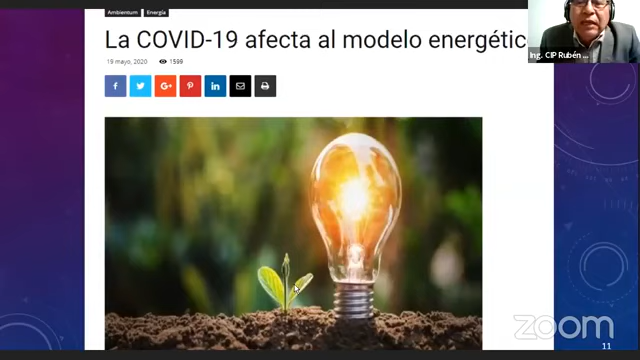 Ambientum Energía
La COVID-19 afecta al modelo energétic
19 mayo, 2020 1599
Ing. CIP Rubén ...
zoom
11